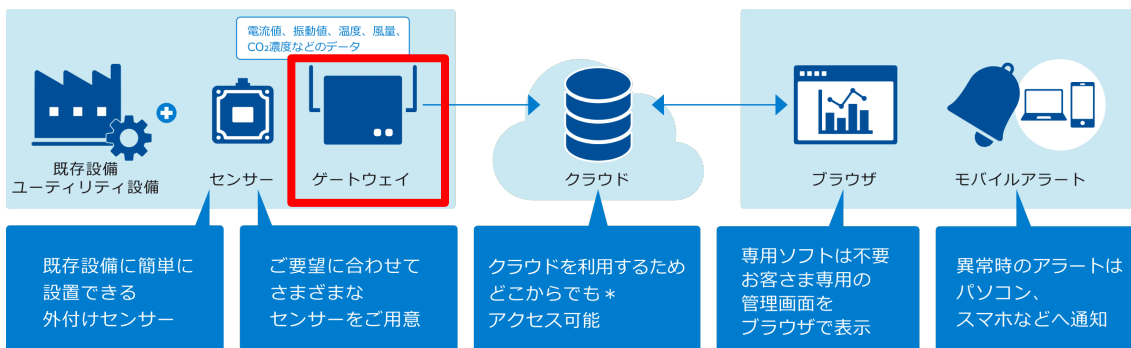 電流値、振動値、温度、風量、
CO₂濃度などのデータ
既存設備
ユーティリティ設備
センサー
ゲートウェイ
クラウド
ブラウザ
モバイルアラート
既存設備に簡単に
設置できる
外付けセンサー
ご要望に合わせて
さまざまな
センサーをご用意
クラウドを利用するため
どこからでも＊
アクセス可能
専用ソフトは不要
お客さま専用の
管理画面を
ブラウザで表示
異常時のアラートは
パソコン、
スマホなどへ通知